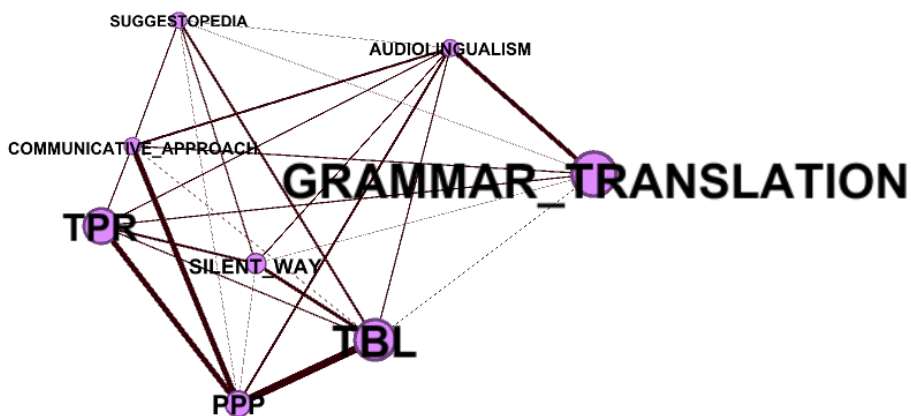 SUGGESTOPEDIA
AUDIOLINGUALISM
COMMUNICATIVE_APPROACH
GRAMMAR_TRANSLATION
TPR
SILENT_WAY
TBL
PPP